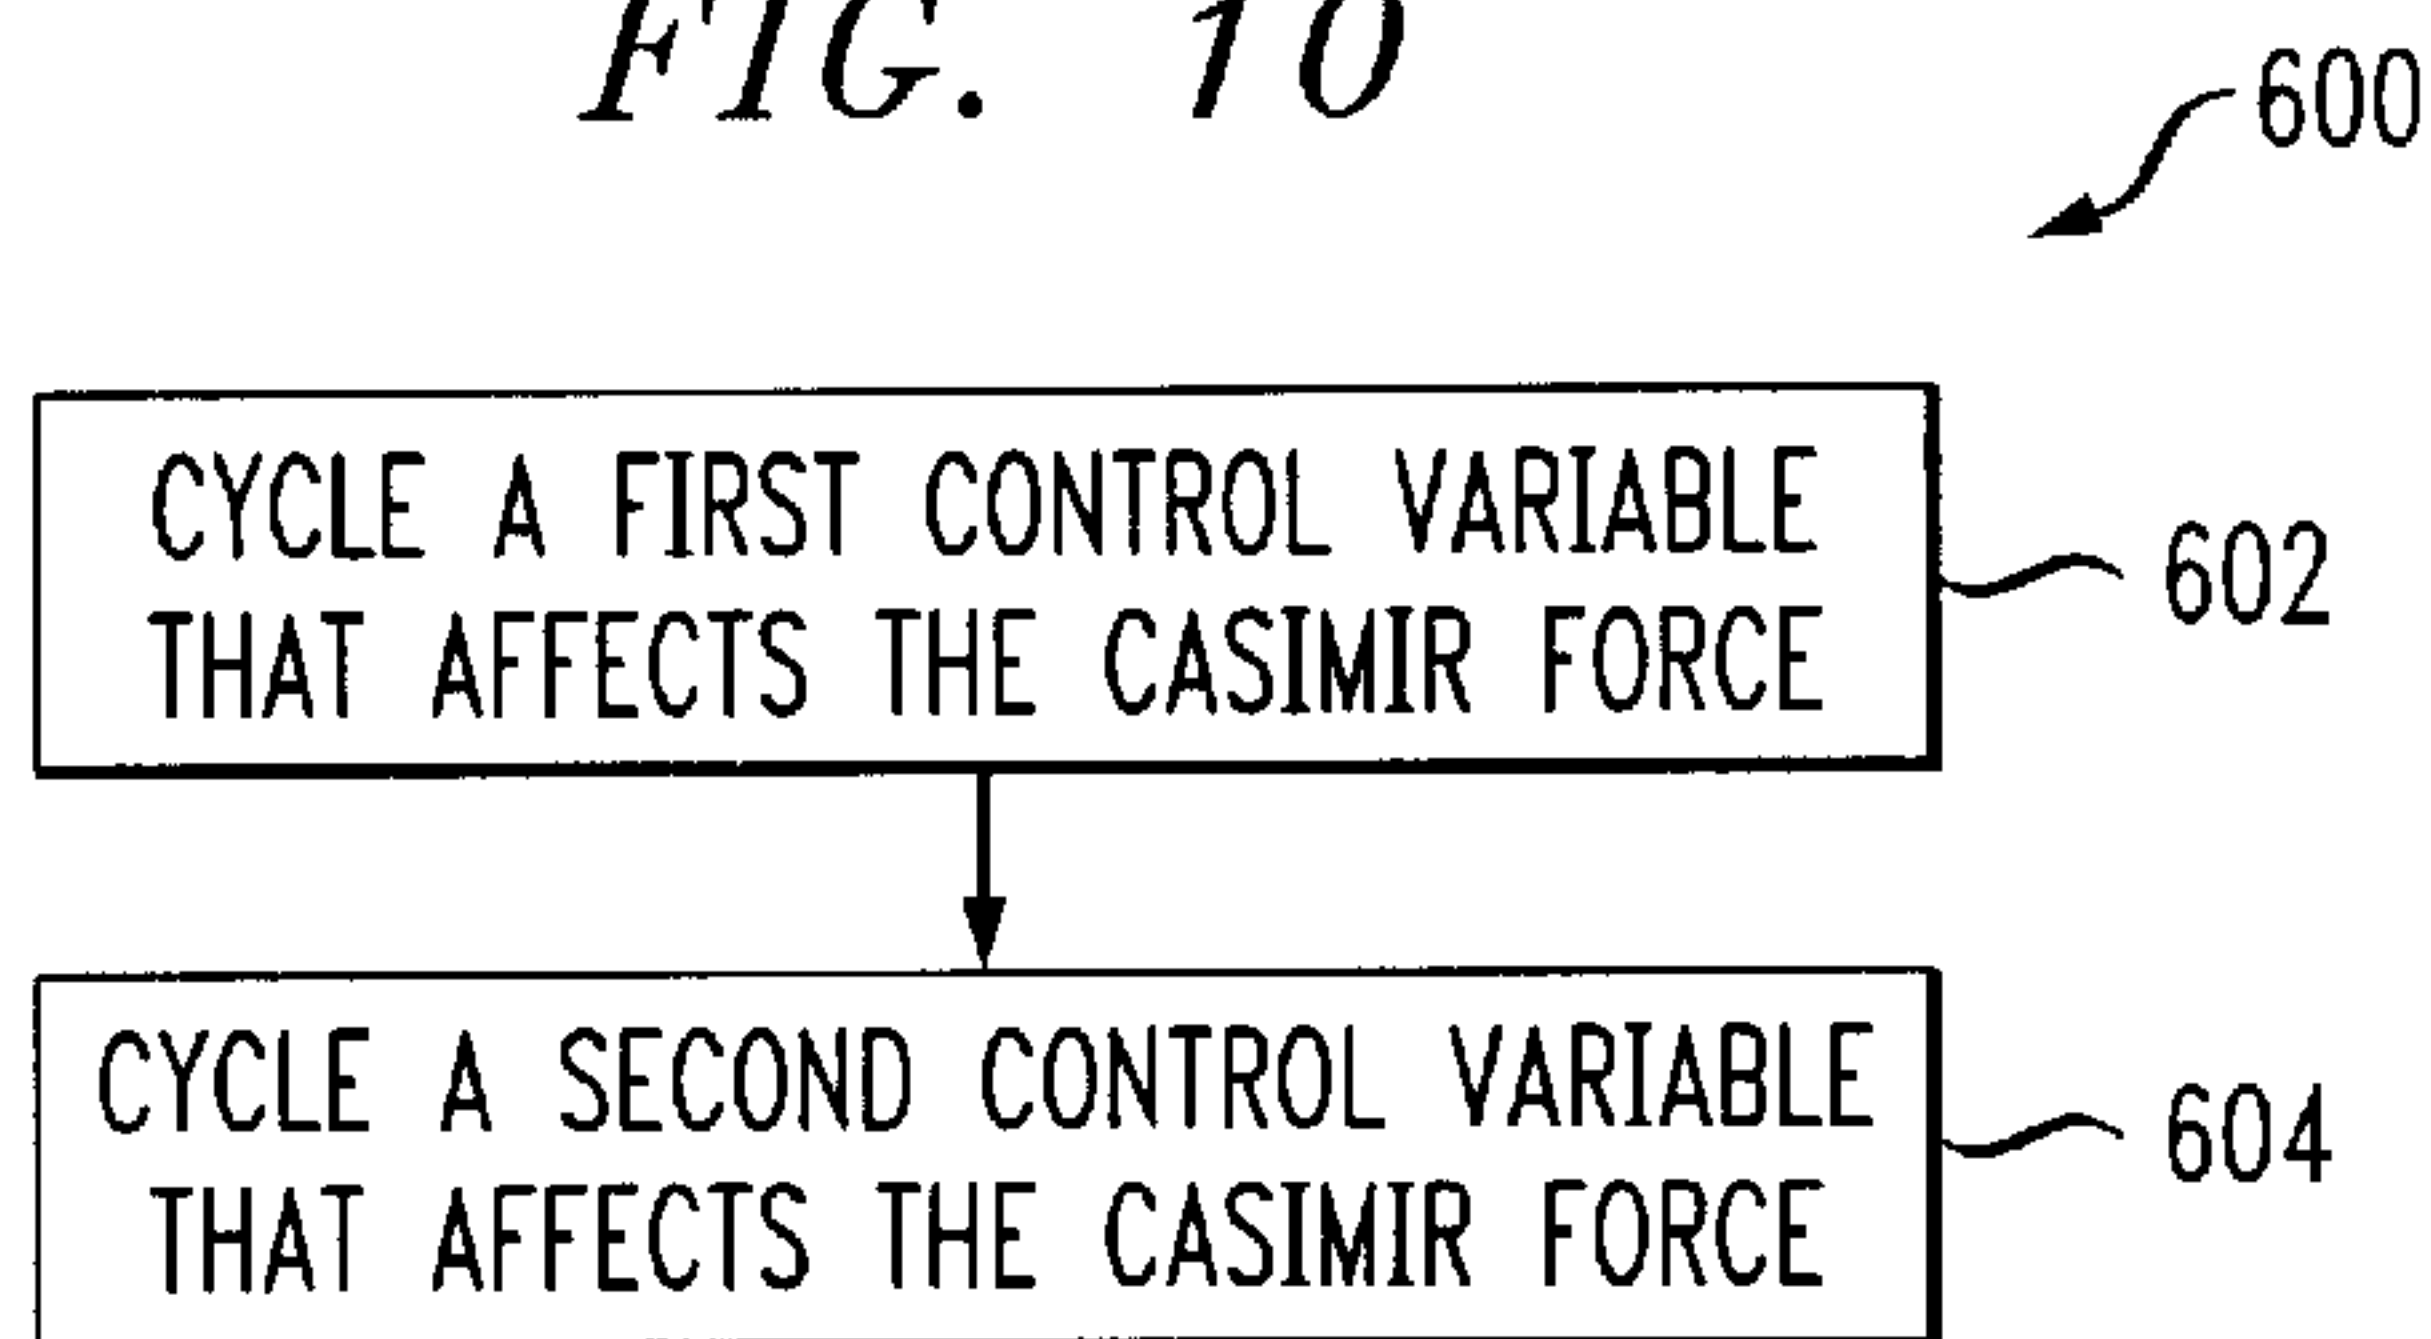 FIG. 10
600
CYCLE A FIRST CONTROL VARIABLE
THAT AFFECTS THE CASIMIR FORCE
602
CYCLE A SECOND CONTROL VARIABLE
THAT AFFECTS THE CASIMIR FORCE
604